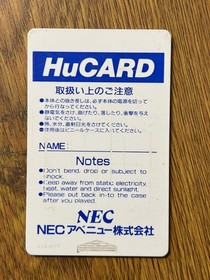 HuCARD
取扱い上のご注意
●本体との抜き差しは、必ず本体の電源を切って
から行なってください。
●静電気をさけ、曲げたり、落したり、衝撃を与え
ないでください。
●熱、水分、直射日光をさけてください。
●使用後はビニールケースに入れてください。
NAME
Notes
●Don't bend, drop or subject to
shock.
●Keep away from static, electricity,
heat, water and direct sunlight.
●Please out back in-to the case
after you played.
NEC
NECアベニュー株式会社